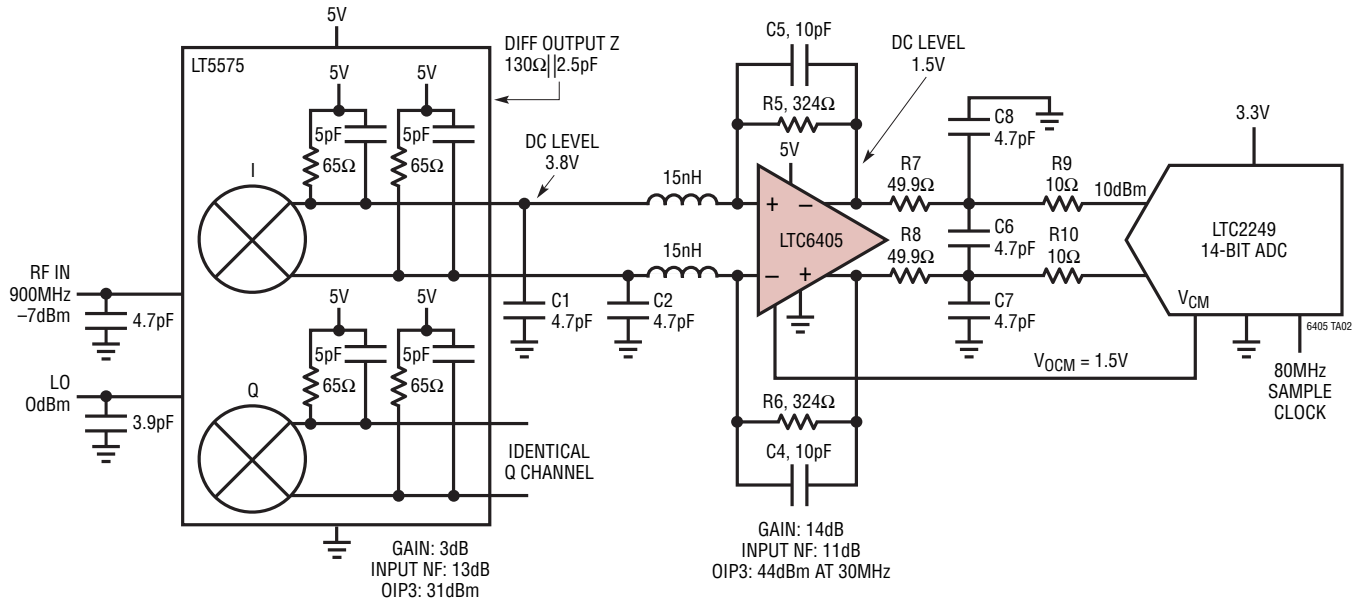 5V
LT5575
5V
5V
5pF
5pF
65Ω
65Ω
I
DIFF OUTPUT Z
130Ω||2.5pF
DC LEVEL
3.8V
RF IN
900MHz
–7dBm
4.7pF
LO
0dBm
3.9pF
5V
5V
5pF
5pF
65Ω
65Ω
Q
IDENTICAL
Q CHANNEL
GAIN: 3dB
INPUT NF: 13dB
OIP3: 31dBm
15nH
15nH
C1
4.7pF
C2
4.7pF
C5, 10pF
R5, 324Ω
DC LEVEL
1.5V
5V
+ –
LTC6405
– +
R6, 324Ω
C4, 10pF
GAIN: 14dB
INPUT NF: 11dB
OIP3: 44dBm AT 30MHz
R7
49.9Ω
R8
49.9Ω
C8
4.7pF
C6
4.7pF
C7
4.7pF
R9
10Ω
R10
10Ω
10dBm
3.3V
LTC2249
14-BIT ADC
VCM
6405 TA02
VOCM = 1.5V
80MHz
SAMPLE
CLOCK